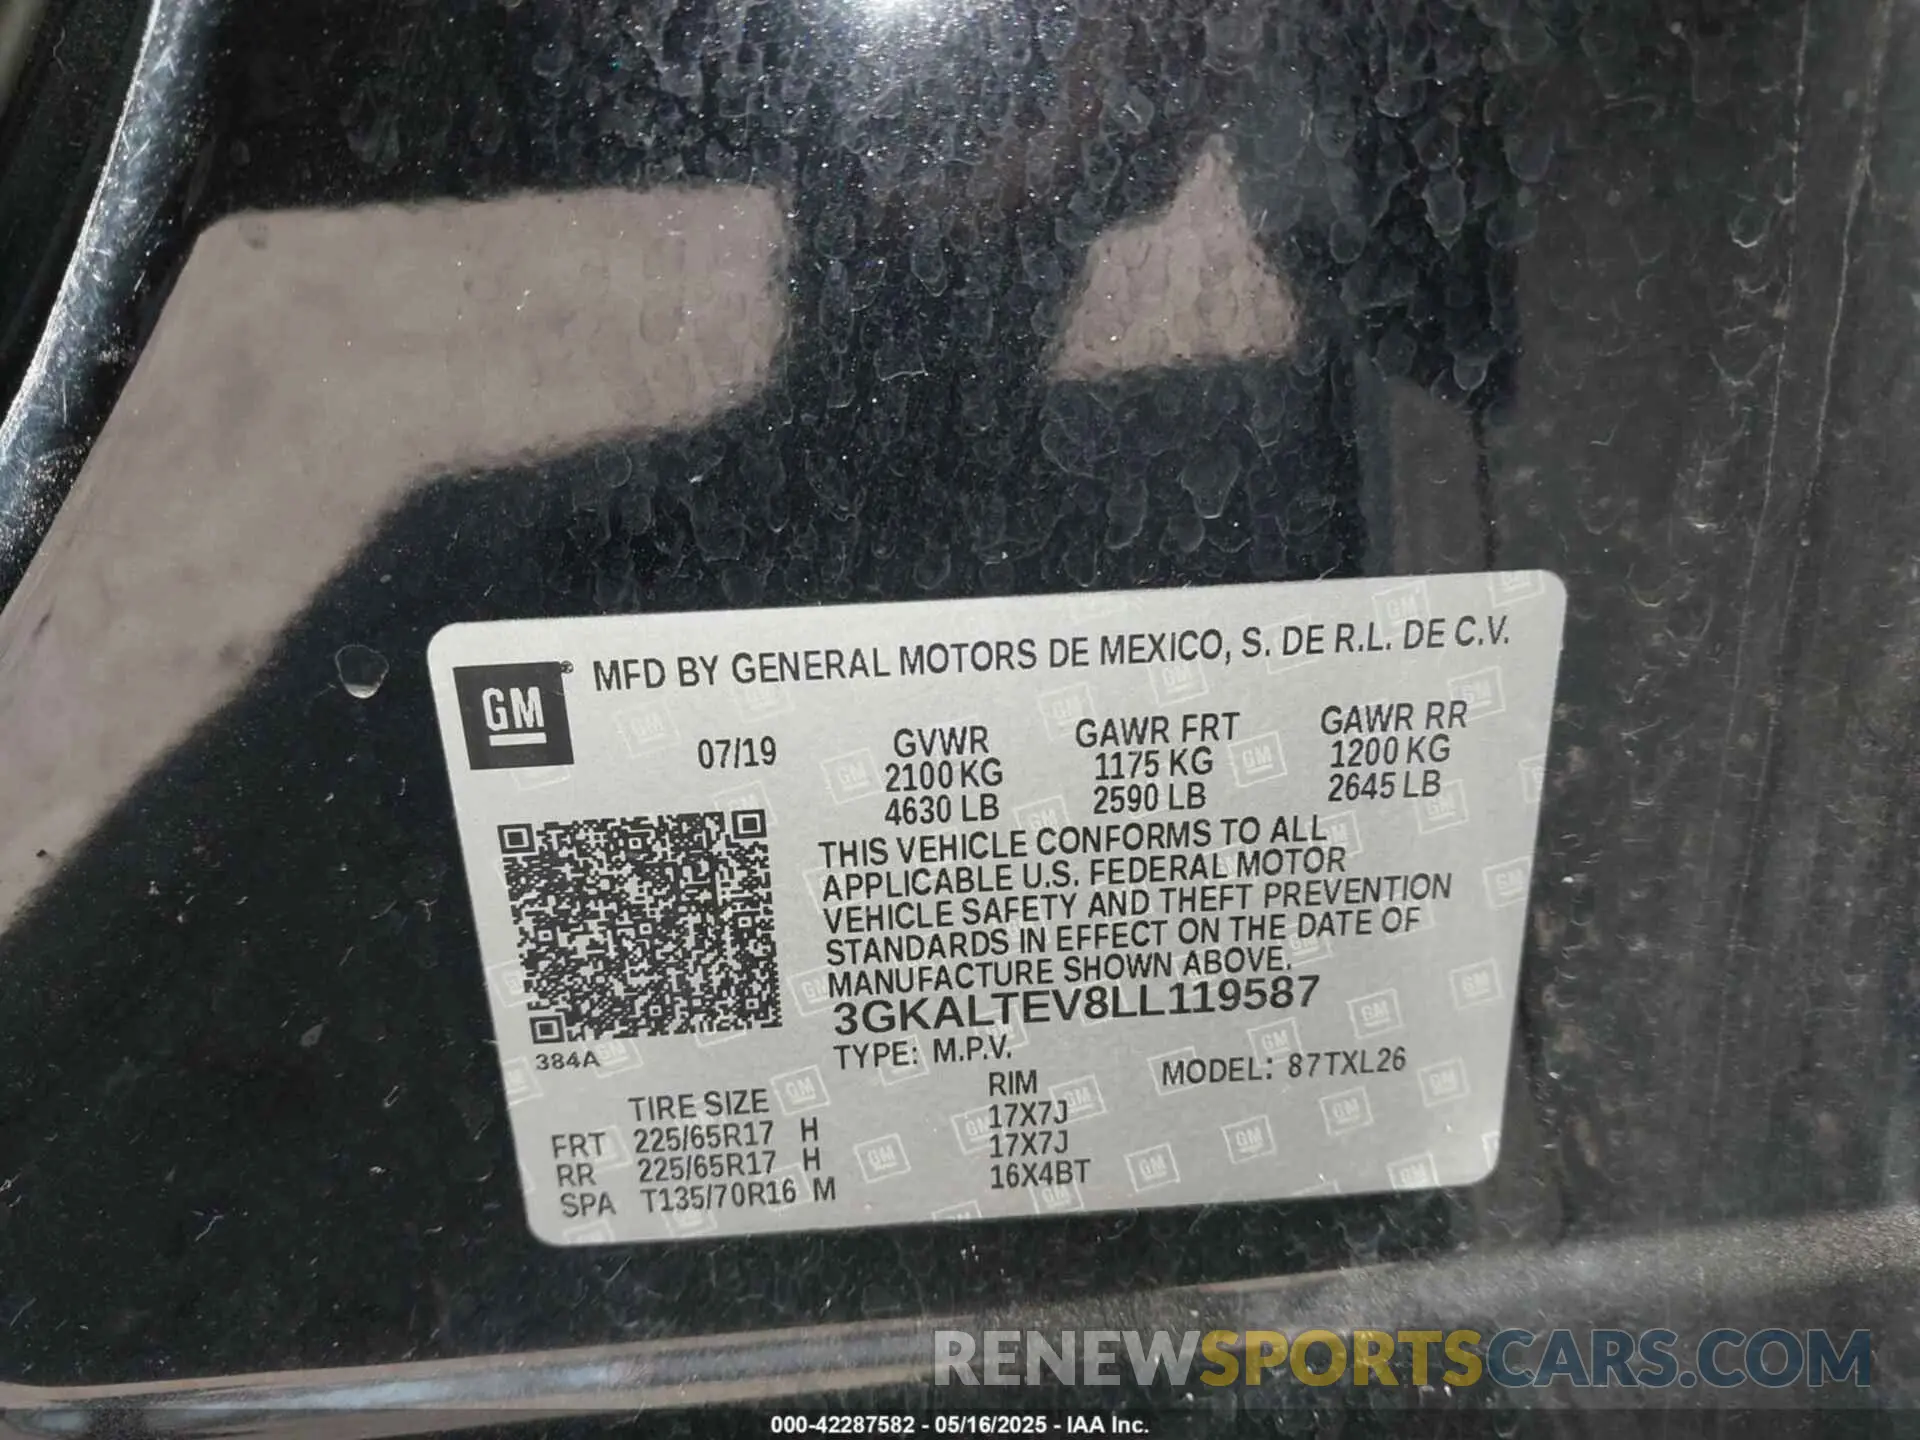 GM® MFD BY GENERAL MOTORS DE MEXICO, S. DE R.L. DE C.V.
07/19 GVWR GAWR FRT GAWR RR
2100 KG 1175 KG 1200 KG
4630 LB 2590 LB 2645 LB
THIS VEHICLE CONFORMS TO ALL
APPLICABLE U.S. FEDERAL MOTOR
VEHICLE SAFETY AND THEFT PREVENTION
STANDARDS IN EFFECT ON THE DATE OF
MANUFACTURE SHOWN ABOVE.
3GKALTEV8LL119587
384A TYPE: M.P.V. MODEL: 87TXL26
TIRE SIZE RIM
FRT 225/65R17 H 17X7J
RR 225/65R17 H 17X7J
SPA T135/70R16 M 16X4BT
RENEWSPORTSCARS.COM
000-42287582 - 05/16/2025 - IAA Inc.